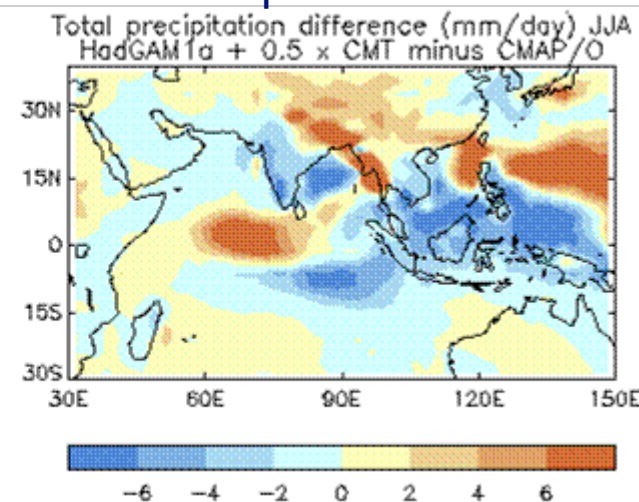 Total precipitation difference (mm/day) JJA
HadGAM1a + 0.5 x CMT minus CMAP/O
30N
15N
0
15S
30S
30E 60E 90E 120E 150E
-6 -4 -2 0 2 4 6